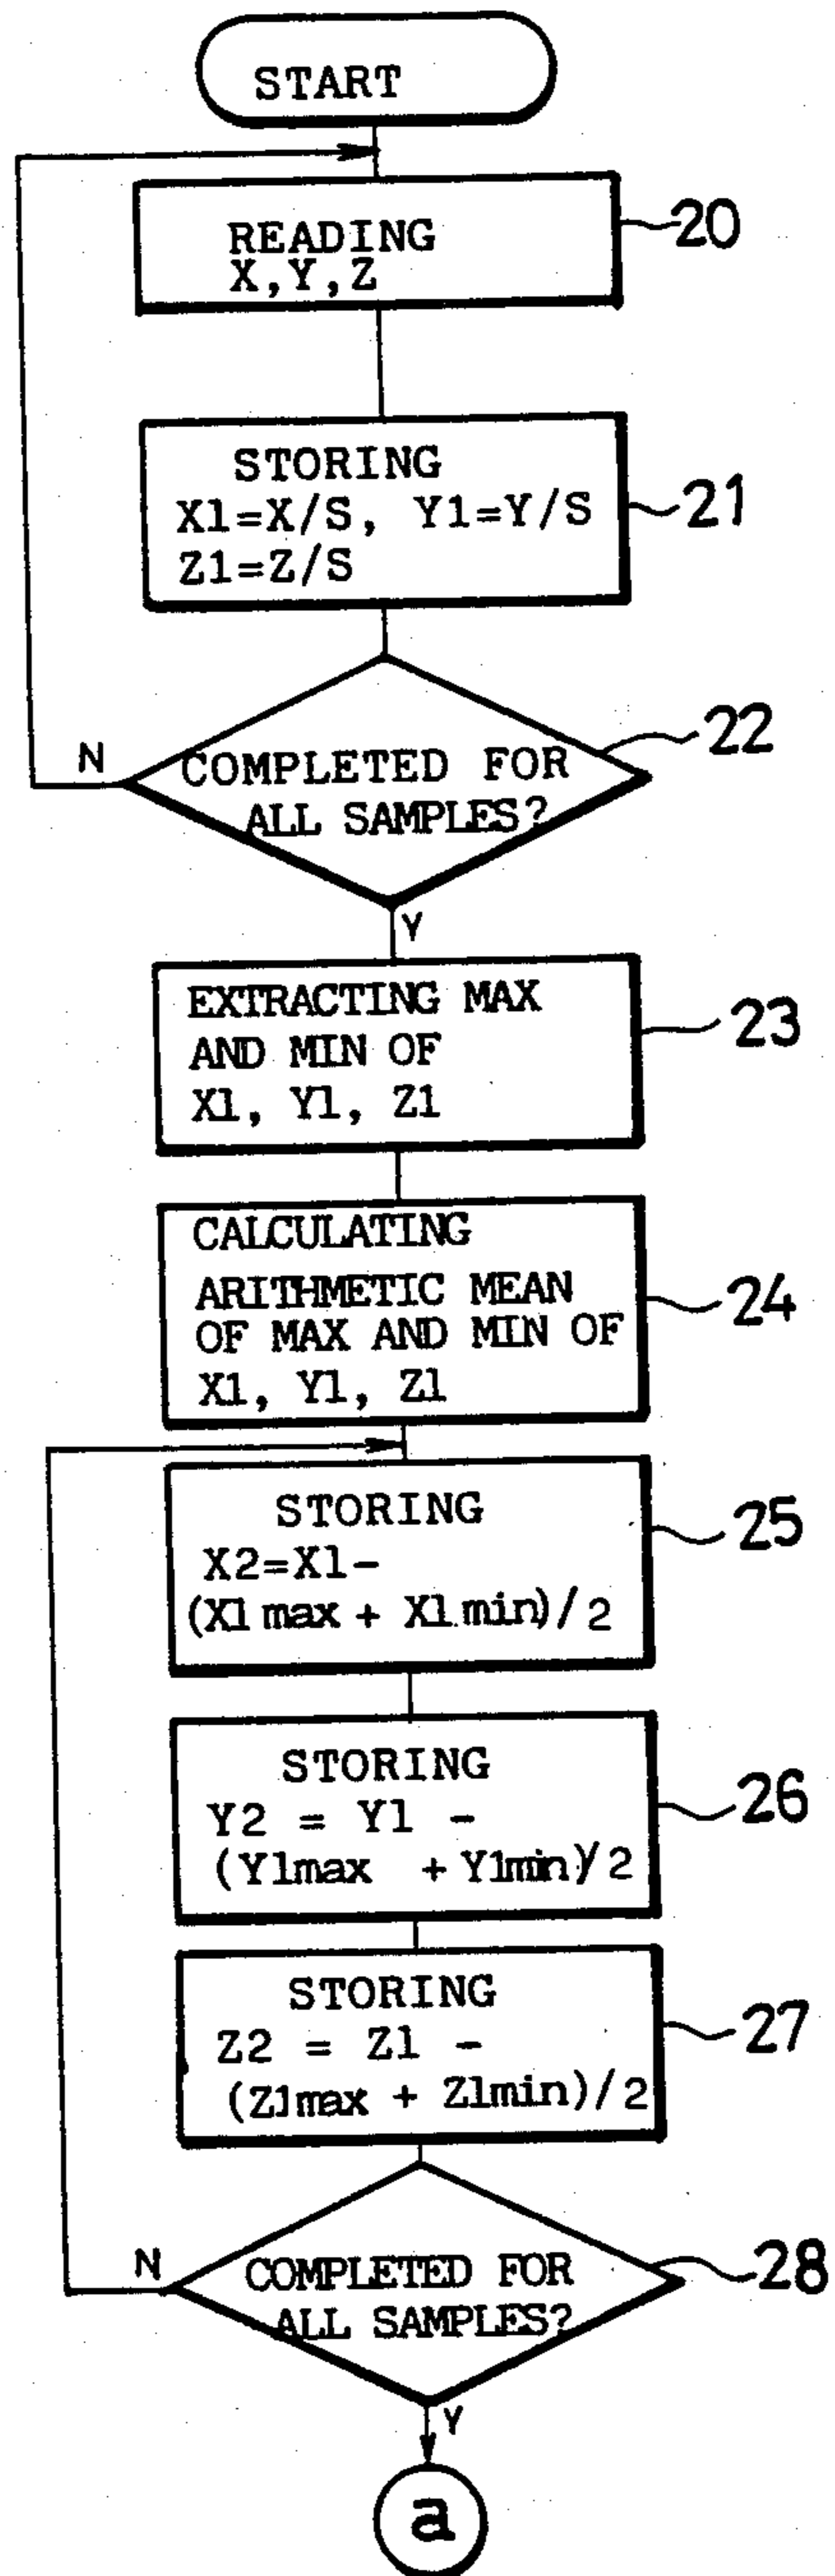 START
READING
X,Y,Z
20
STORING
X1=X/S, Y1=Y/S
Z1=Z/S
21
COMPLETED FOR
ALL SAMPLES?
22
N
Y
EXTRACTING MAX
AND MIN OF
X1, Y1, Z1
23
CALCULATING
ARITHMETIC MEAN
OF MAX AND MIN OF
X1, Y1, Z1
24
STORING
X2=X1-
(X1max + X1min)/2
25
STORING
Y2 = Y1 -
(Y1max + Y1min)/2
26
STORING
Z2 = Z1 -
(Z1max + Z1min)/2
27
N
COMPLETED FOR
ALL SAMPLES?
28
Y
a